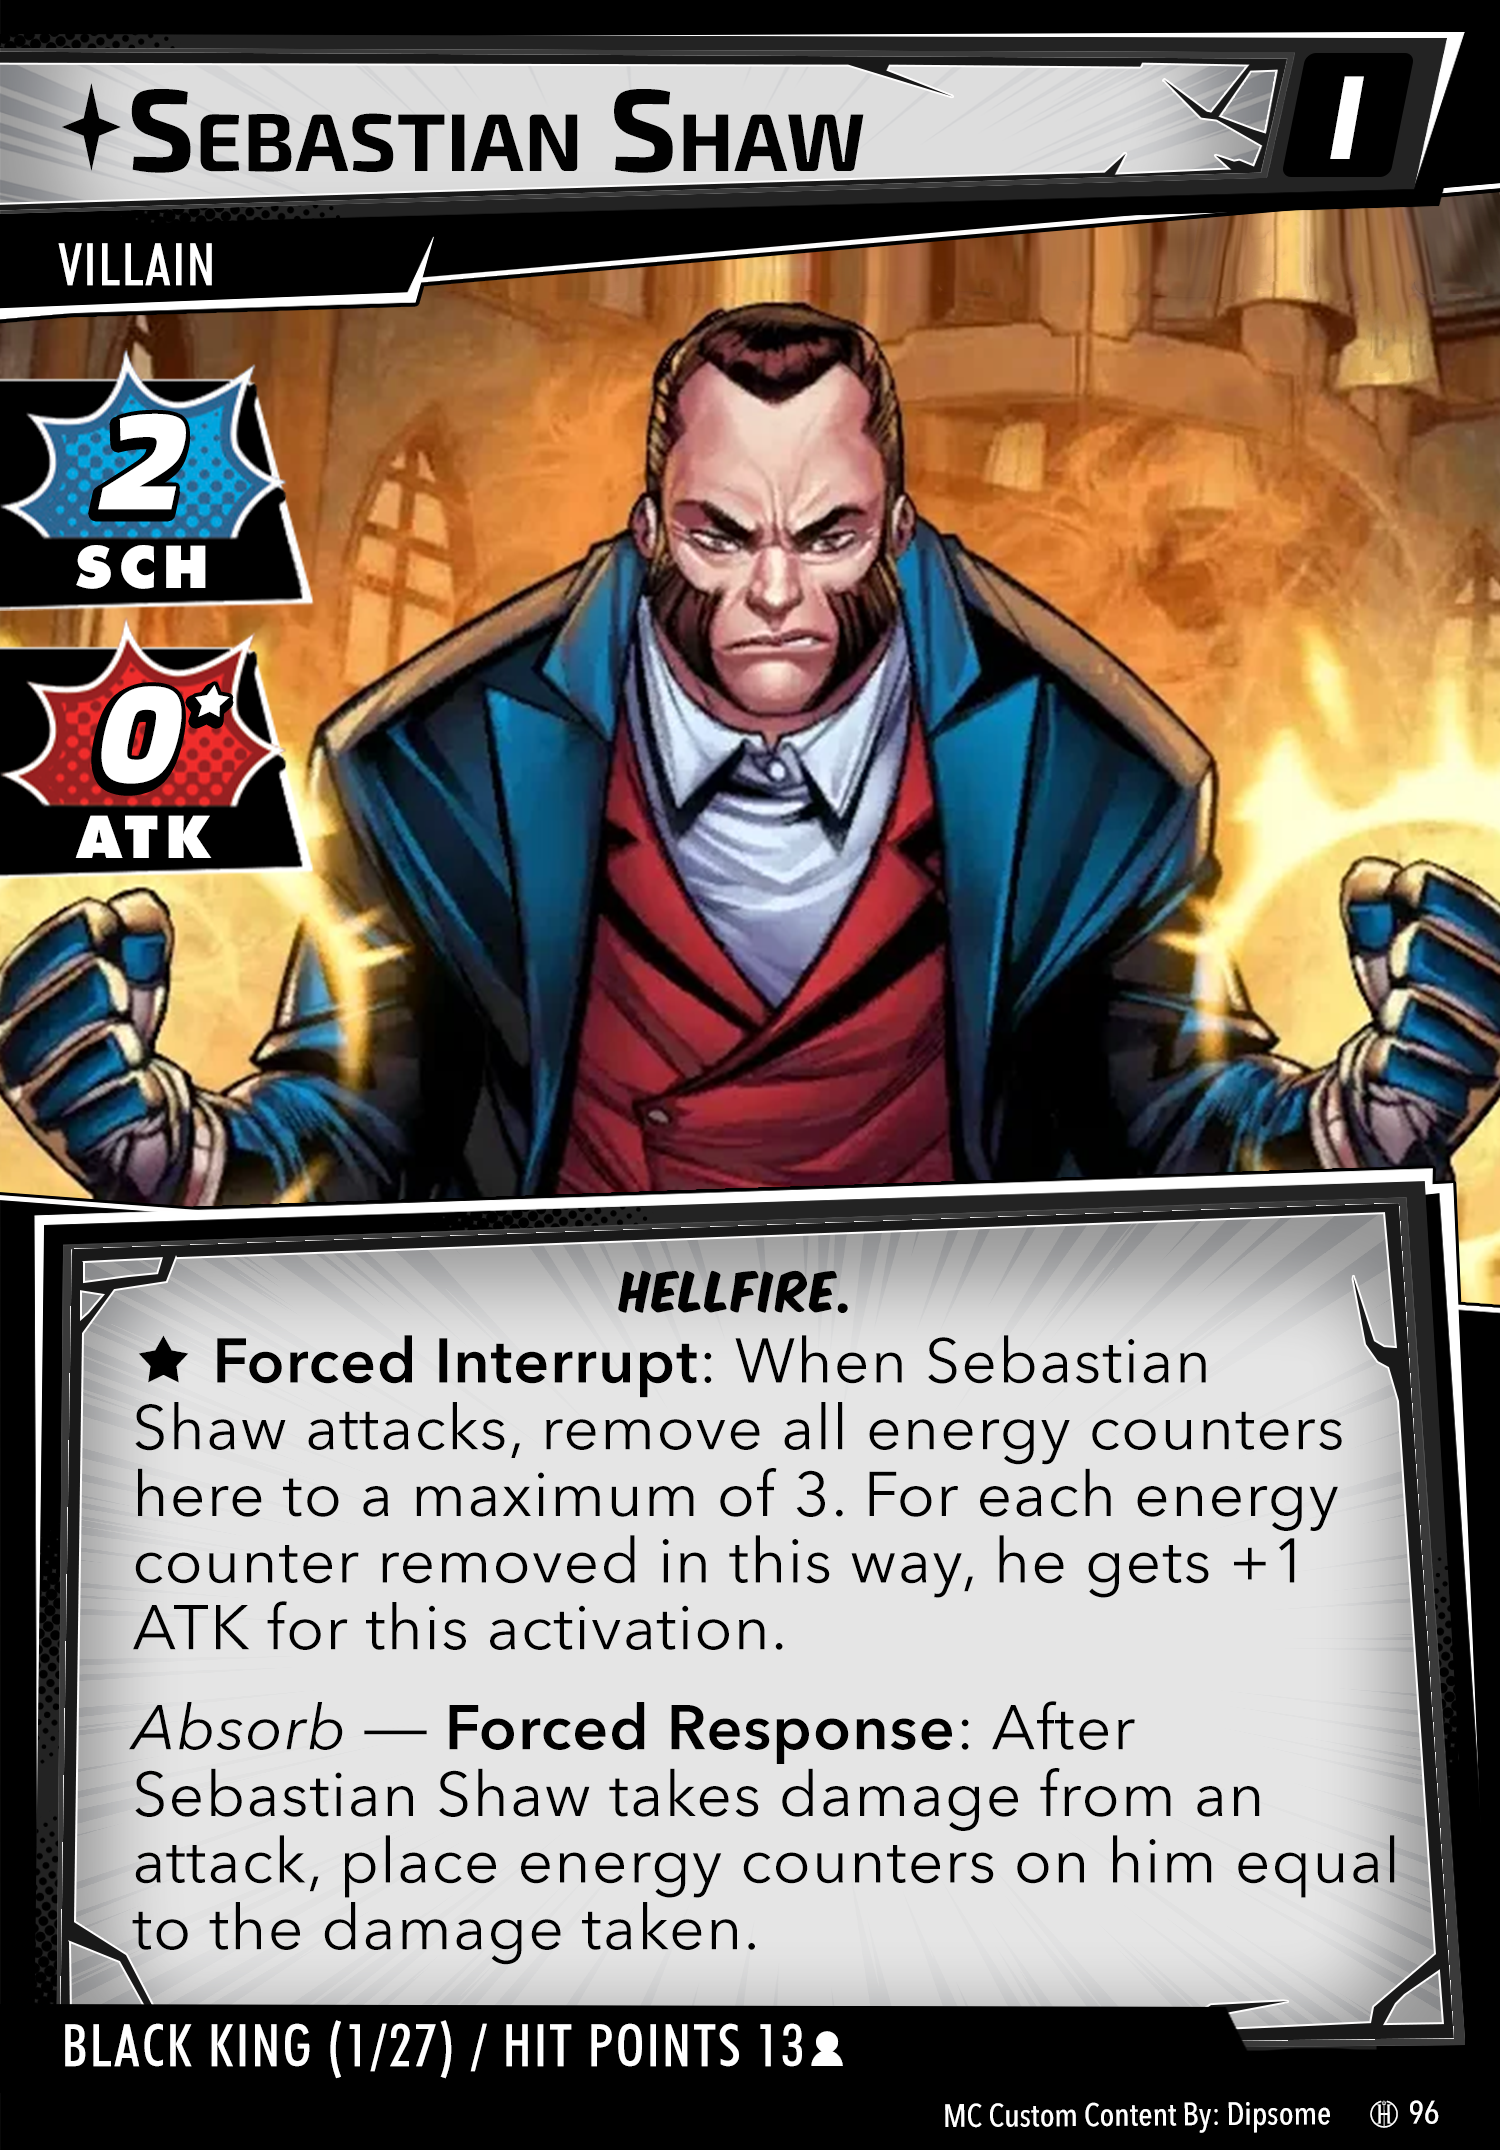 SEBASTIAN SHAW
I
VILLAIN
2
SCH
0
ATK
HELLFIRE.
★ Forced Interrupt: When Sebastian
Shaw attacks, remove all energy counters
here to a maximum of 3. For each energy
counter removed in this way, he gets +1
ATK for this activation.
Absorb — Forced Response: After
Sebastian Shaw takes damage from an
attack, place energy counters on him equal
to the damage taken.
BLACK KING (1/27) / HIT POINTS 13
MC Custom Content By: Dipsome H 96